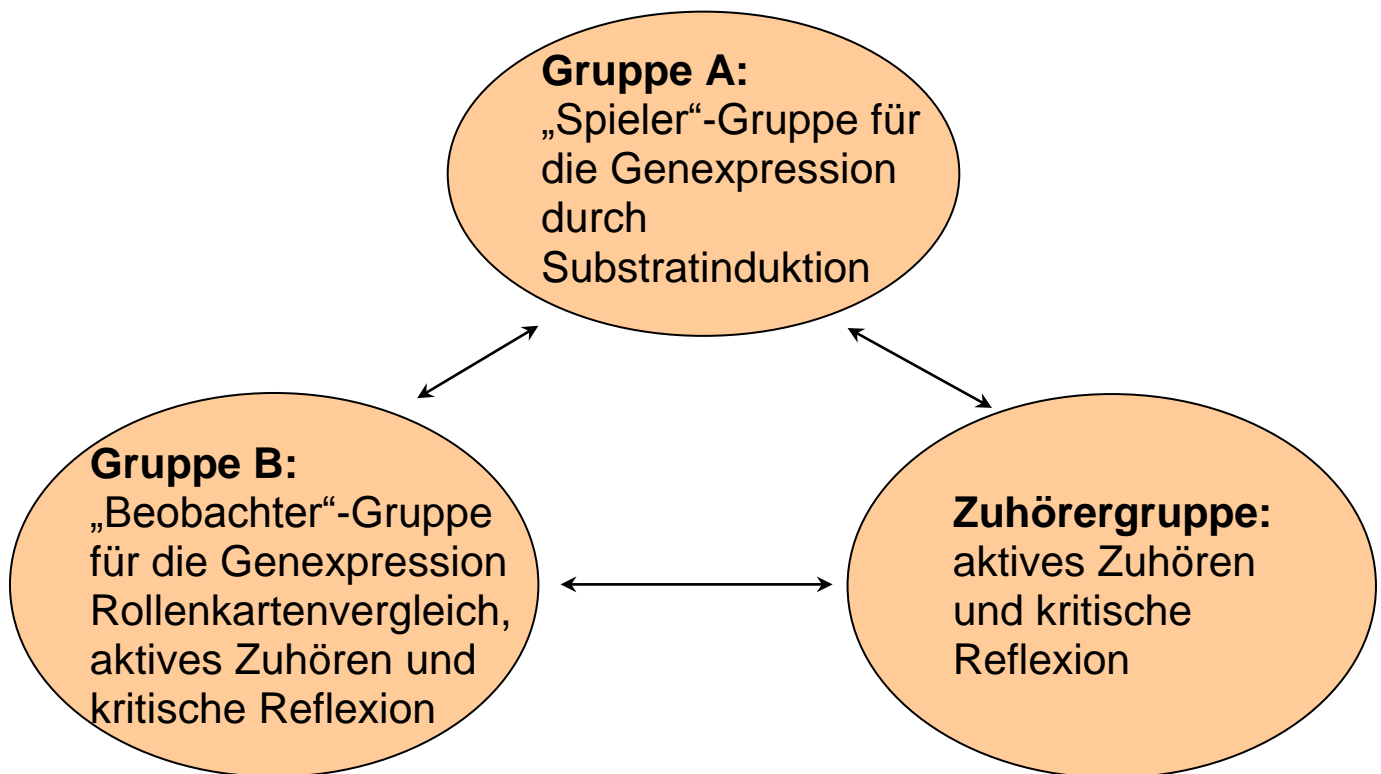 Gruppe A:
„Spieler“-Gruppe für
die Genexpression
durch
Substratinduktion
Gruppe B:
„Beobachter“-Gruppe
für die Genexpression
Rollenkartenvergleich,
aktives Zuhören und
kritische Reflexion
Zuhörergruppe:
aktives Zuhören
und kritische
Reflexion